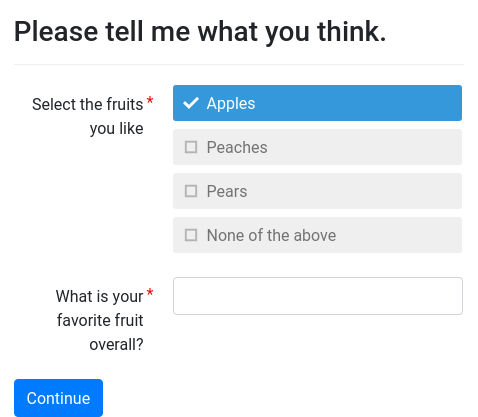 Please tell me what you think.
Select the fruits *
you like
Apples
Peaches
Pears
None of the above
What is your *
favorite fruit
overall?
Continue